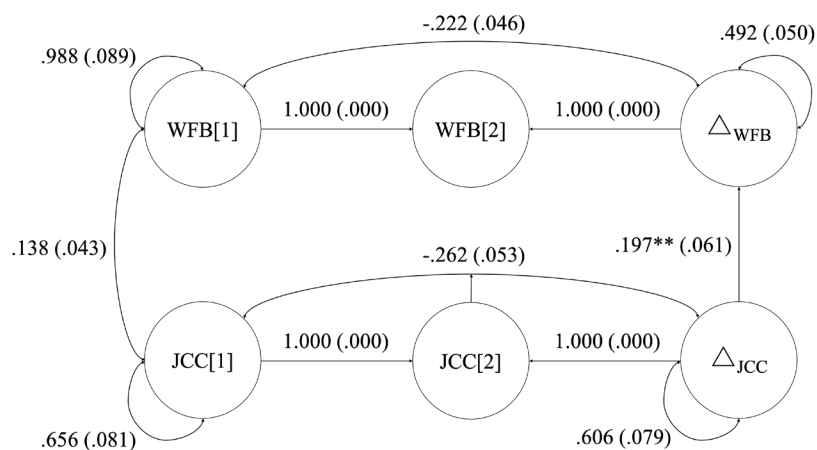 -.222 (.046)
.988 (.089)
.492 (.050)
1.000 (.000)
1.000 (.000)
WFB[1]
WFB[2]
△WFB
.138 (.043)
-.262 (.053)
.197** (.061)
1.000 (.000)
1.000 (.000)
JCC[1]
JCC[2]
△JCC
.656 (.081)
.606 (.079)